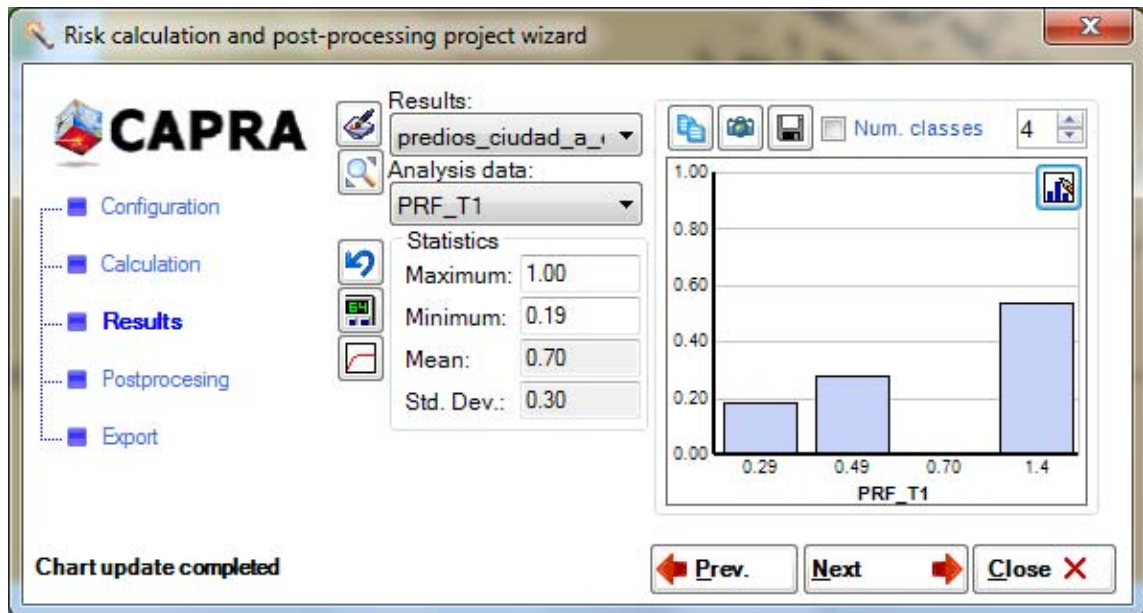 Risk calculation and post-processing project wizard
x
CAPRA
Configuration
Calculation
Results
Postprocesing
Export
Results:
predios_ciudad_a_
Analysis data:
PRF_T1
Statistics
Maximum: 1.00
Minimum: 0.19
Mean: 0.70
Std. Dev.: 0.30
Num. classes 4
1.00
0.80
0.60
0.40
0.20
0.00
0.29 0.49 0.70 1.4
PRF_T1
Chart update completed
Prev. Next Close X